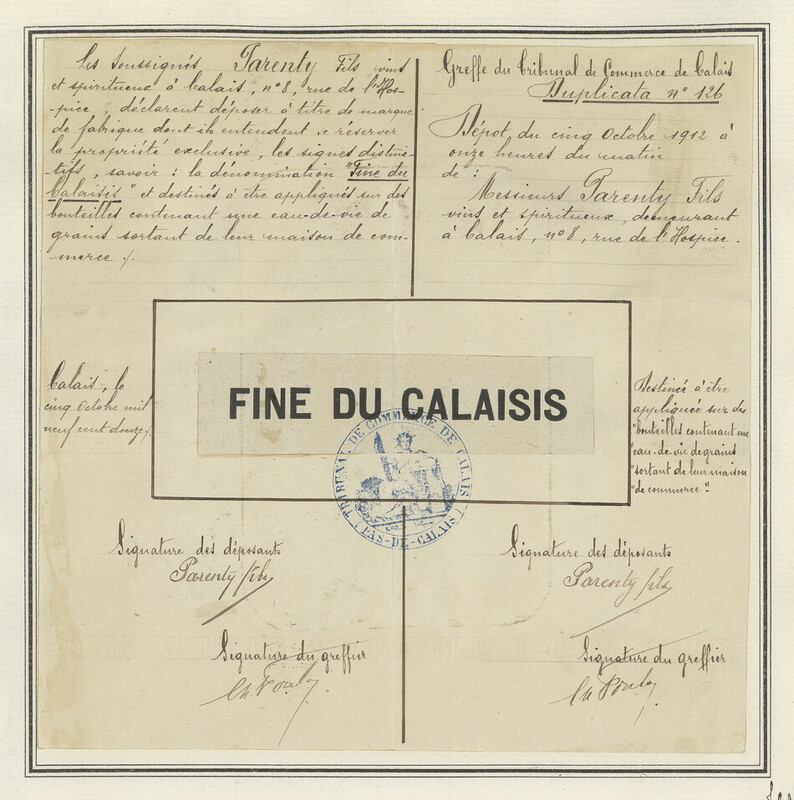 Les soussignés Parenty Fils vins
et spiritueux à Calais, n° 8, rue de l'Hos-
-pice, déclarent déposer à titre de marque
de fabrique dont ils entendent se réserver
la propriété exclusive, les signes distinc-
-tifs, savoir : la dénomination "Fine du
Calaisis" et destinés à être appliqués sur des
bouteilles contenant une eau-de-vie de
grains sortant de leur maison de com-
-merce ./.
Greffe du Tribunal de Commerce de Calais
Duplicata n° 126
Dépot, du cinq Octobre 1912 à
onze heures du matin
de :
Messieurs Parenty Fils
vins et spiritueux, demeurant
à Calais, n° 8, rue de l'Hospice.
Calais, le
cinq Octobre mil
neuf cent douze ./.
FINE DU CALAISIS
TRIBUNAL DE COMMERCE DE CALAIS
(PAS-DE-CALAIS)
Destiné à être
appliquée sur des
"bouteilles contenant une
"eau-de-vie de grains
"sortant de leur maison
"de commerce"
Signature des déposants
Parenty fils
Signature du greffier
Signature des déposants
Parenty fils
Signature du greffier